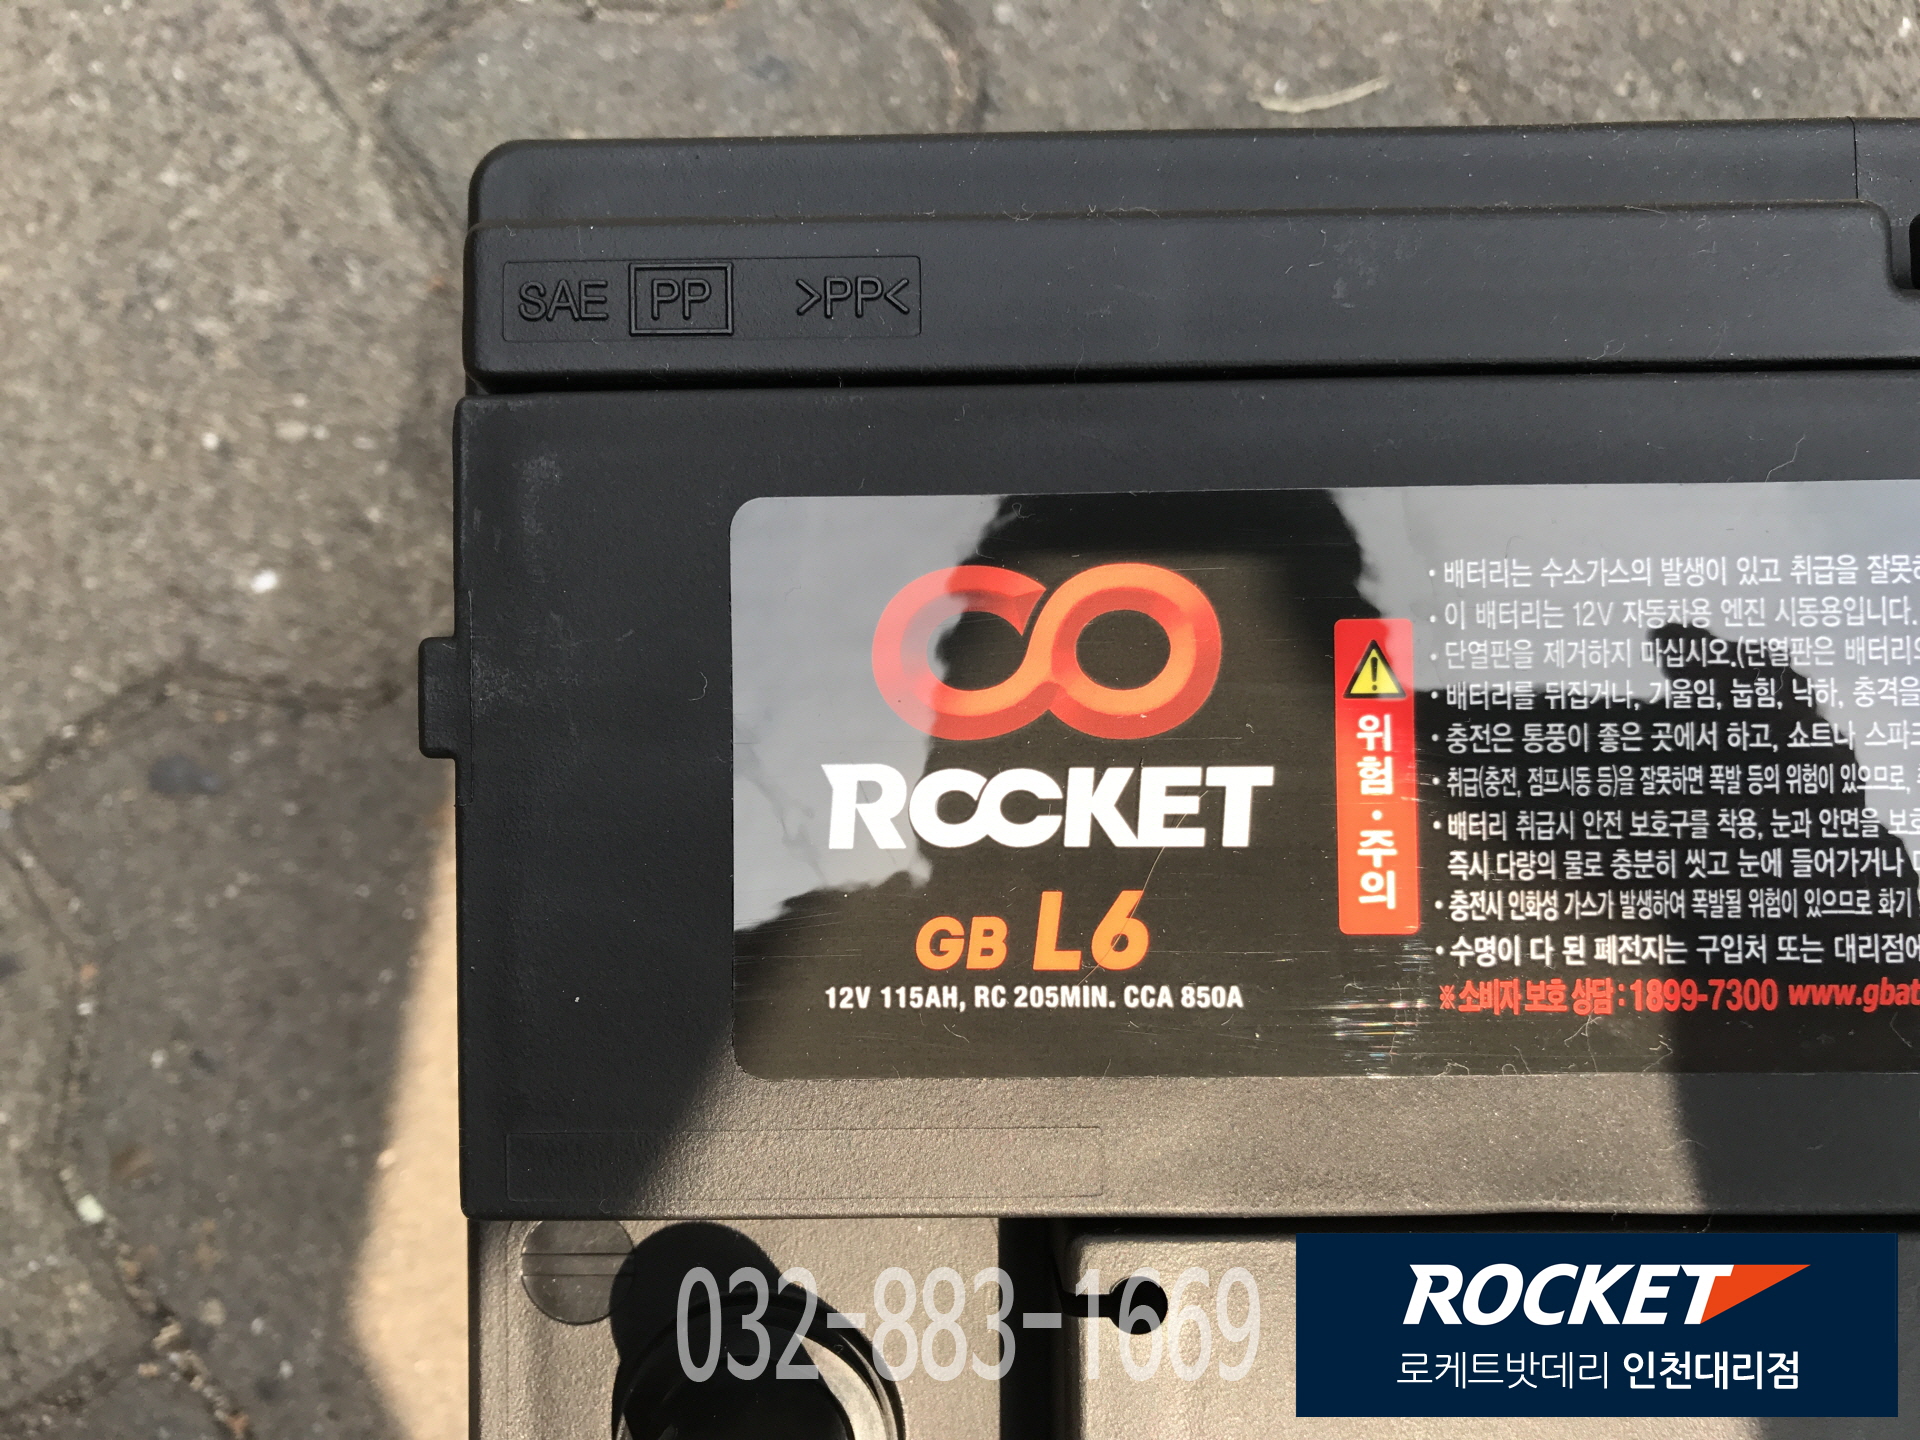 SAE PP >PP<
ROCKET
GB L6
12V 115AH, RC 205MIN. CCA 850A
위험·주의
• 배터리는 수소가스의 발생이 있고 취급을
• 이 배터리는 12V 자동차용 엔진 시동용입니다.
• 단열판을 제거하지 마십시오.(단열판은
• 배터리를 뒤집거나, 기울임, 눕힘, 낙하, 충격을
• 충전은 통풍이 좋은 곳에서 하고, 쇼트나
• 취급(충전, 점프시동 등)을 잘못하면 폭발 등의 위험이 있으므로,
• 배터리 취급시 안전 보호구를 착용, 눈과 안면을
즉시 다량의 물로 충분히 씻고 눈에 들어가거나
• 충전시 인화성 가스가 발생하여 폭발될 위험이 있으므로 화기
• 수명이 다 된 폐전지는 구입처 또는 대리점에
※소비자 보호 상담 : 1899-7300 www.gbat
032-883-1669
ROCKET
로케트밧데리 인천대리점